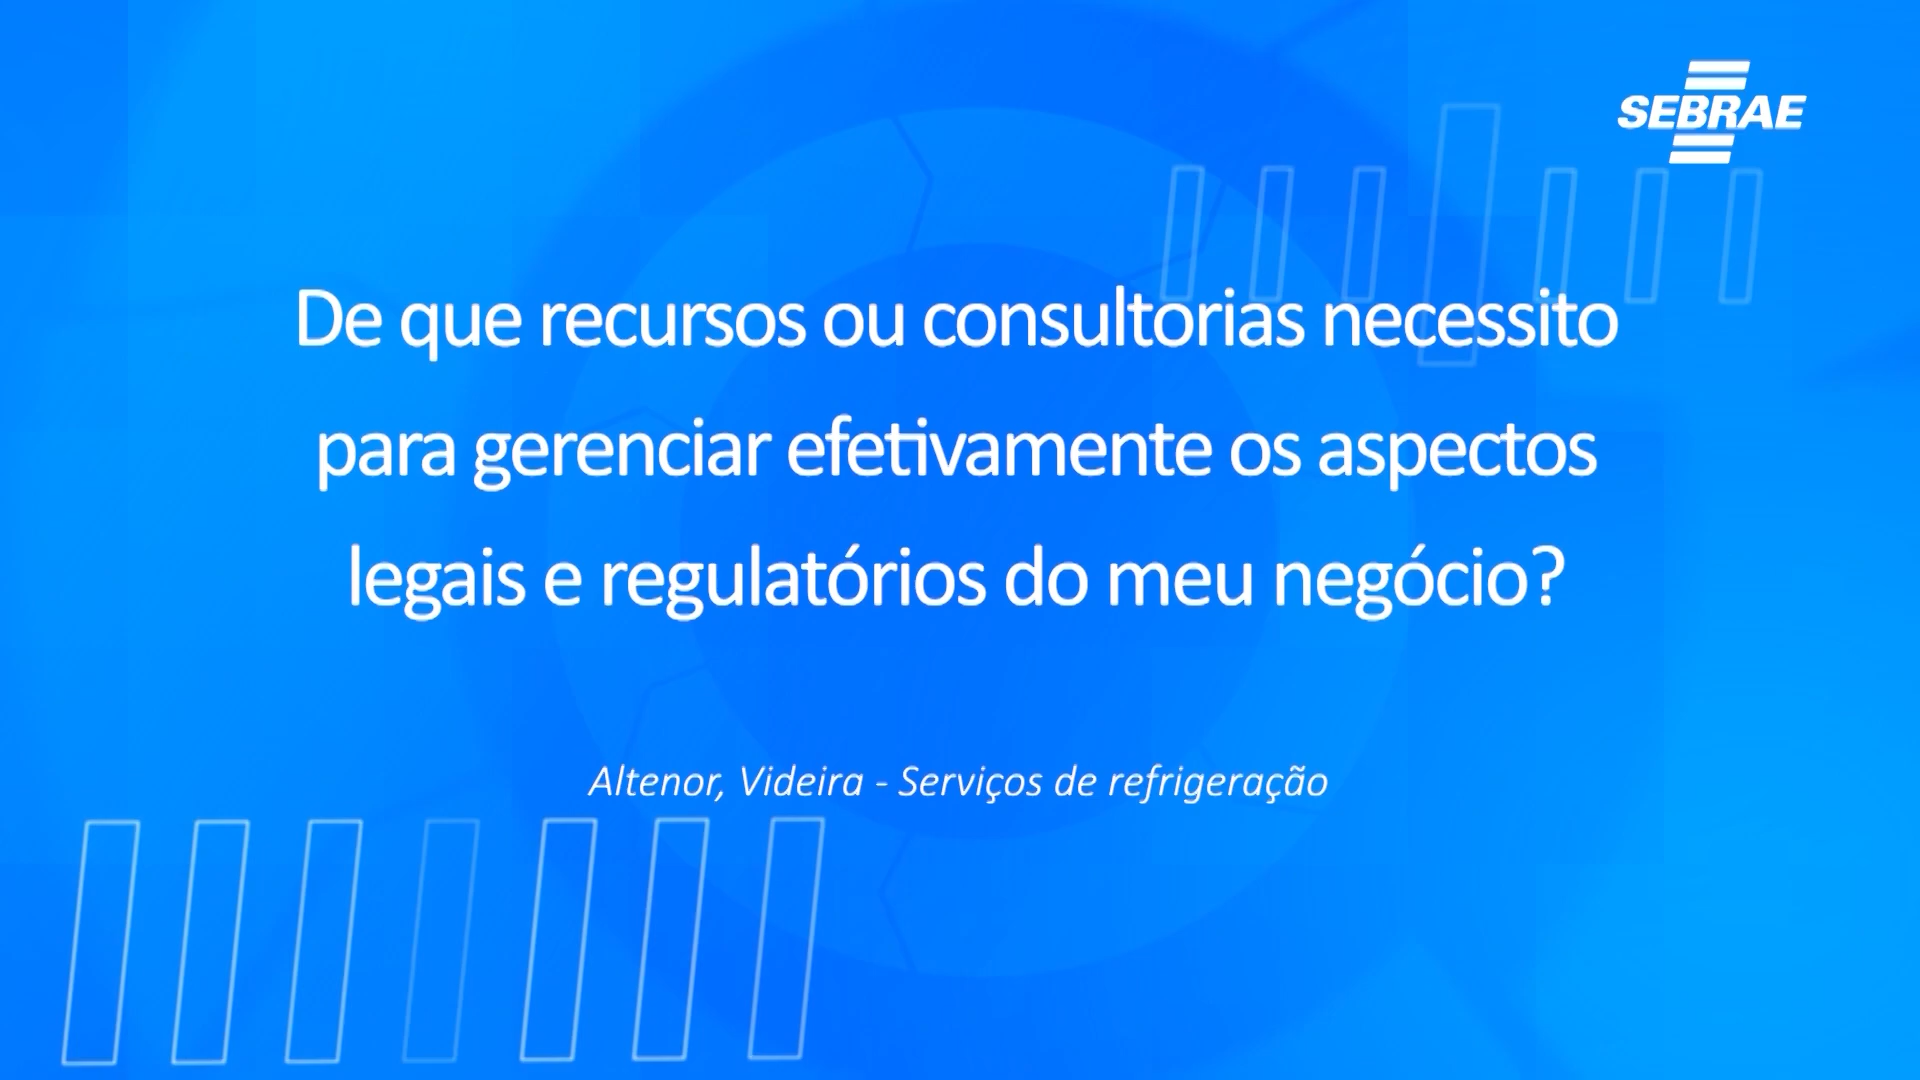 SEBRAE
De que recursos ou consultorias necessito
para gerenciar efetivamente os aspectos
legais e regulatórios do meu negócio?
Altenor, Videira - Serviços de refrigeração